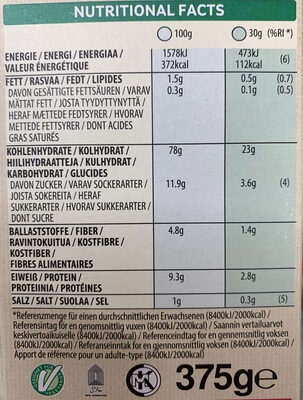 NUTRITIONAL FACTS
100g 30g (%RI *)
ENERGIE / ENERGI / ENERGIAA / 1578kJ 473kJ (6)
VALEUR ÉNERGÉTIQUE 372kcal 112kcal
FETT / RASVAA / FEDT / LIPIDES 1.5g 0.5g (0.7)
DAVON GESÄTTIGTE FETTSÄUREN / VARAV 0.3g 0.1g (0.5)
MÄTTAT FETT / JOSTA TYYDYTTYNYTTÄ /
HERAF MÆTTEDE FEDTSYRER / HVORAV
METTEDE FETTSYRER / DONT ACIDES
GRAS SATURÉS
KOHLENHYDRATE / KOLHYDRAT / 78g 23g
HIILIHYDRAATTEJA / KULHYDRAT /
KARBOHYDRAT / GLUCIDES
DAVON ZUCKER / VARAV SOCKERARTER / 11.9g 3.6g (4)
JOISTA SOKEREITA / HERAF
SUKKERARTER / HVORAV SUKKERARTER /
DONT SUCRE
BALLASTSTOFFE / FIBER / 4.8g 1.4g
RAVINTOKUITUA / KOSTFIBRE /
KOSTFIBER /
FIBRES ALIMENTAIRES
EIWEIß / PROTEIN / 9.3g 2.8g
PROTEIINIA / PROTÉINES
SALZ / SALT / SUOLAA / SEL 1g 0.3g (5)
*Referenzmenge für einen durchschnittlichen Erwachsenen (8400kJ/2000kcal) /
Referensintag för en genomsnittlig vuxen (8400kJ/2000kcal) / Saannin vertailuarvot
keskivertoaikuiselle (8400kJ/2000kcal) / Referenceindtag for en gennemsnitlig voksen
(8400kJ/2000kcal) / Referanseinntak for en gjennomsnittlig voksen (8400kJ/2000kcal) /
Apport de référence pour un adulte-type (8400kJ/2000kcal)
375g e